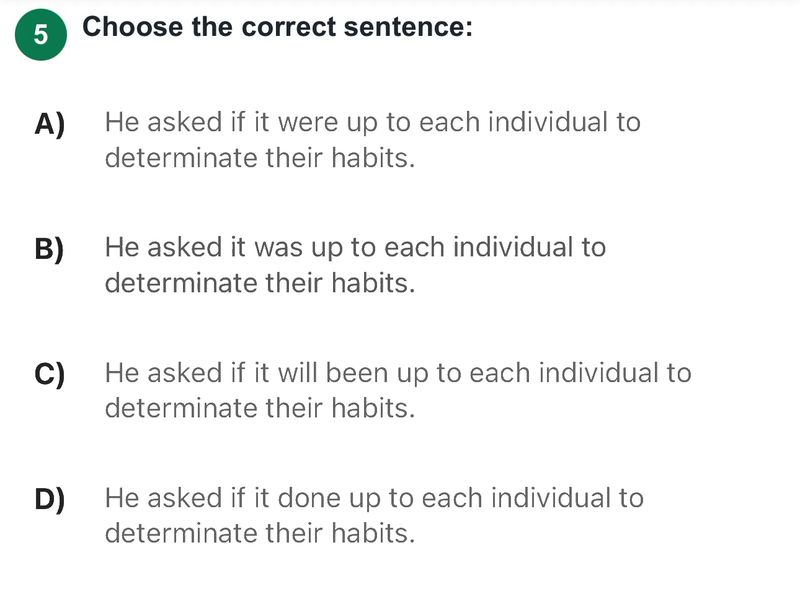 5 Choose the correct sentence:
A) He asked if it were up to each individual to
determinate their habits.
B) He asked it was up to each individual to
determinate their habits.
C) He asked if it will been up to each individual to
determinate their habits.
D) He asked if it done up to each individual to
determinate their habits.